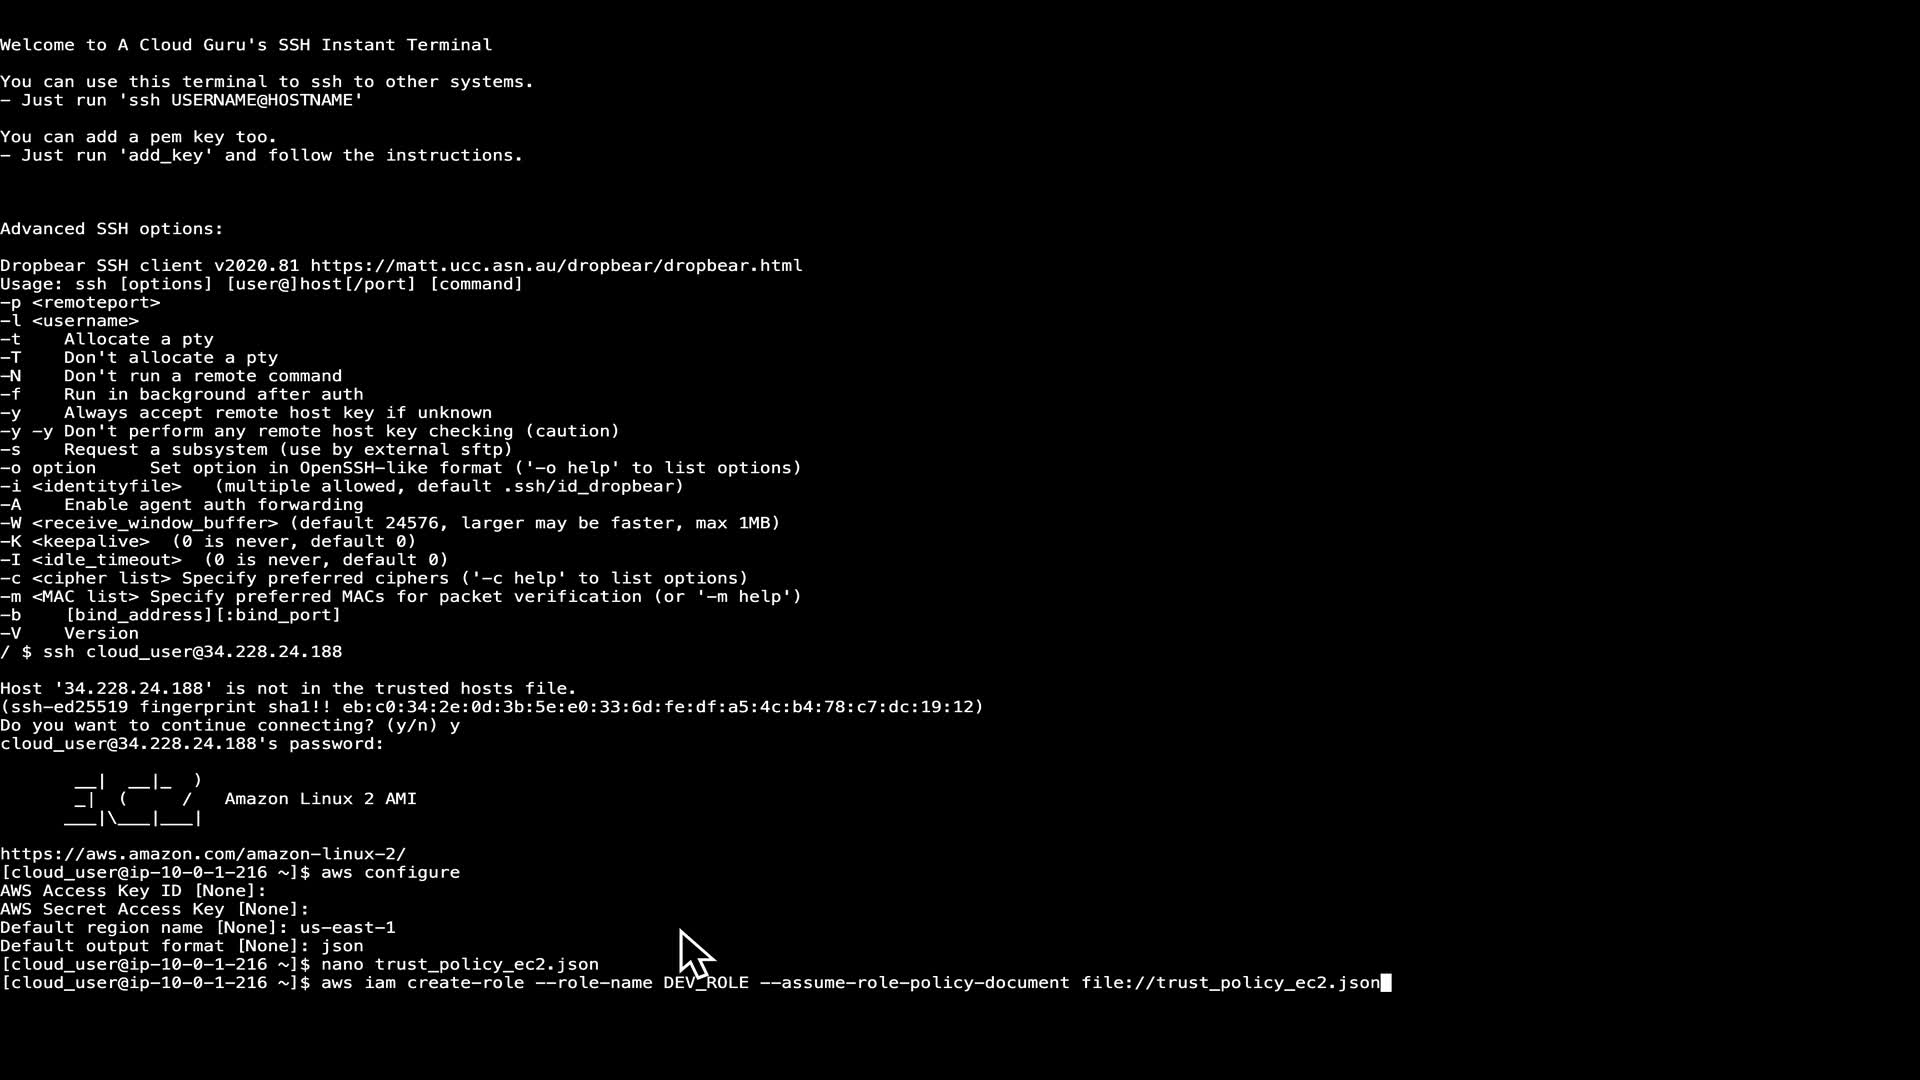 Welcome to A Cloud Guru's SSH Instant Terminal
You can use this terminal to ssh to other systems.
– Just run 'ssh USERNAME@HOSTNAME'
You can add a pem key too.
– Just run 'add_key' and follow the instructions.
Advanced SSH options:
Dropbear SSH client v2020.81 https://matt.ucc.asn.au/dropbear/dropbear.html
Usage: ssh [options] [user@]host[/port] [command]
-p <remoteport>
-l <username>
-t    Allocate a pty
-T    Don't allocate a pty
-N    Don't run a remote command
-f    Run in background after auth
-y    Always accept remote host key if unknown
-y -y Don't perform any remote host key checking (caution)
-s    Request a subsystem (use by external sftp)
-o option     Set option in OpenSSH-like format ('-o help' to list options)
-i <identityfile>   (multiple allowed, default .ssh/id_dropbear)
-A    Enable agent auth forwarding
-W <receive_window_buffer> (default 24576, larger may be faster, max 1MB)
-K <keepalive>  (0 is never, default 0)
-I <idle_timeout>  (0 is never, default 0)
-c <cipher list> Specify preferred ciphers ('-c help' to list options)
-m <MAC list> Specify preferred MACs for packet verification (or '-m help')
-b    [bind_address][:bind_port]
-V    Version
/ $ ssh cloud_user@34.228.24.188
Host '34.228.24.188' is not in the trusted hosts file.
(ssh-ed25519 fingerprint sha1!! eb:c0:34:2e:0d:3b:5e:e0:33:6d:fe:df:a5:4c:b4:78:c7:dc:19:12)
Do you want to continue connecting? (y/n) y
cloud_user@34.228.24.188's password:
       __|  __|_  )
       _|  (     /   Amazon Linux 2 AMI
      ___|\___|___|
https://aws.amazon.com/amazon-linux-2/
[cloud_user@ip-10-0-1-216 ~]$ aws configure
AWS Access Key ID [None]:
AWS Secret Access Key [None]:
Default region name [None]: us-east-1
Default output format [None]: json
[cloud_user@ip-10-0-1-216 ~]$ nano trust_policy_ec2.json
[cloud_user@ip-10-0-1-216 ~]$ aws iam create-role --role-name DEV_ROLE --assume-role-policy-document file://trust_policy_ec2.json